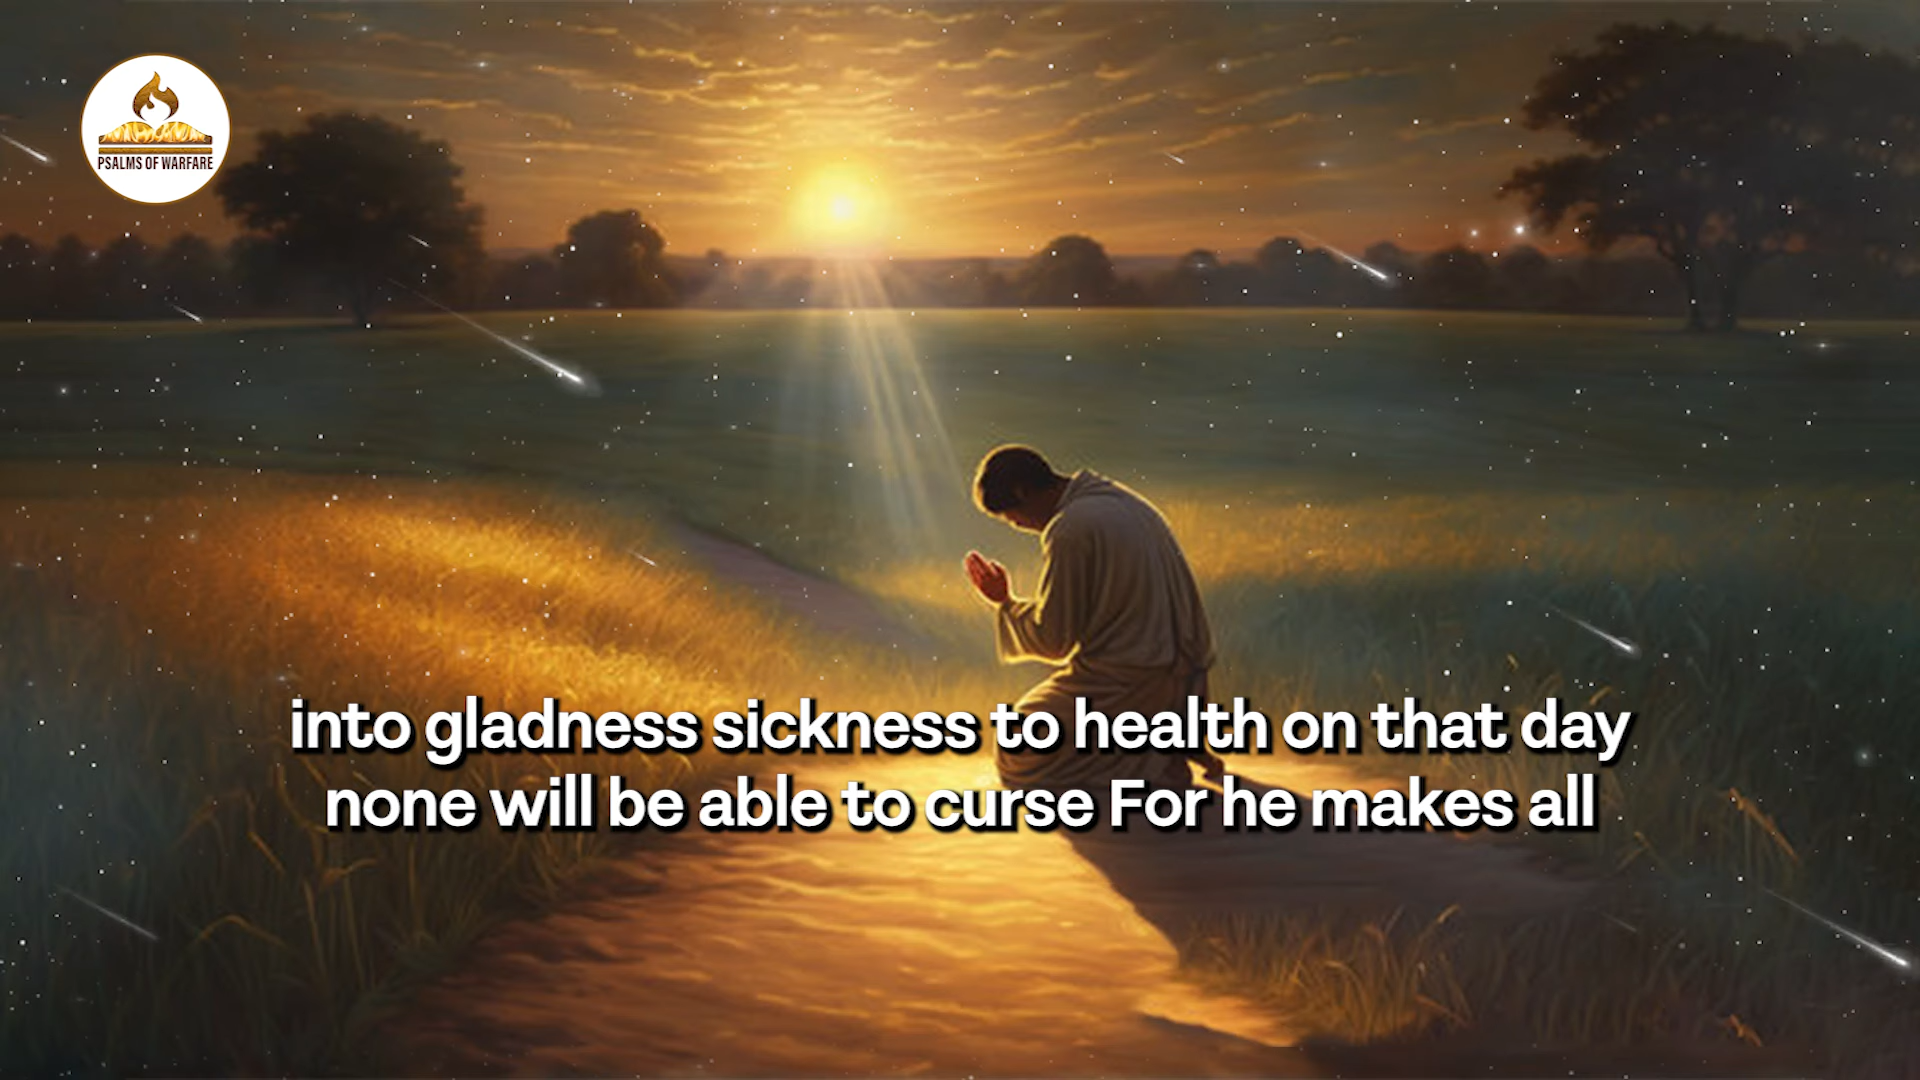 PSALMS OF WARFARE
into gladness sickness to health on that day
none will be able to curse For he makes all